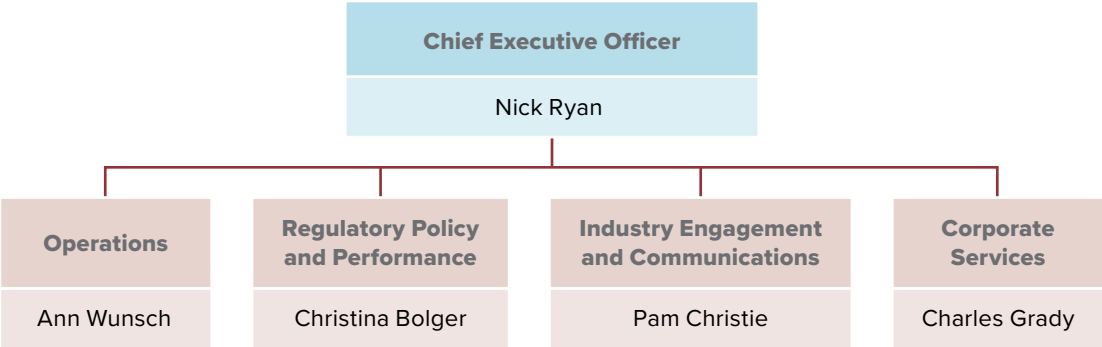 Chief Executive Officer
Nick Ryan
Operations
Ann Wunsch
Regulatory Policy
and Performance
Christina Bolger
Industry Engagement
and Communications
Pam Christie
Corporate
Services
Charles Grady